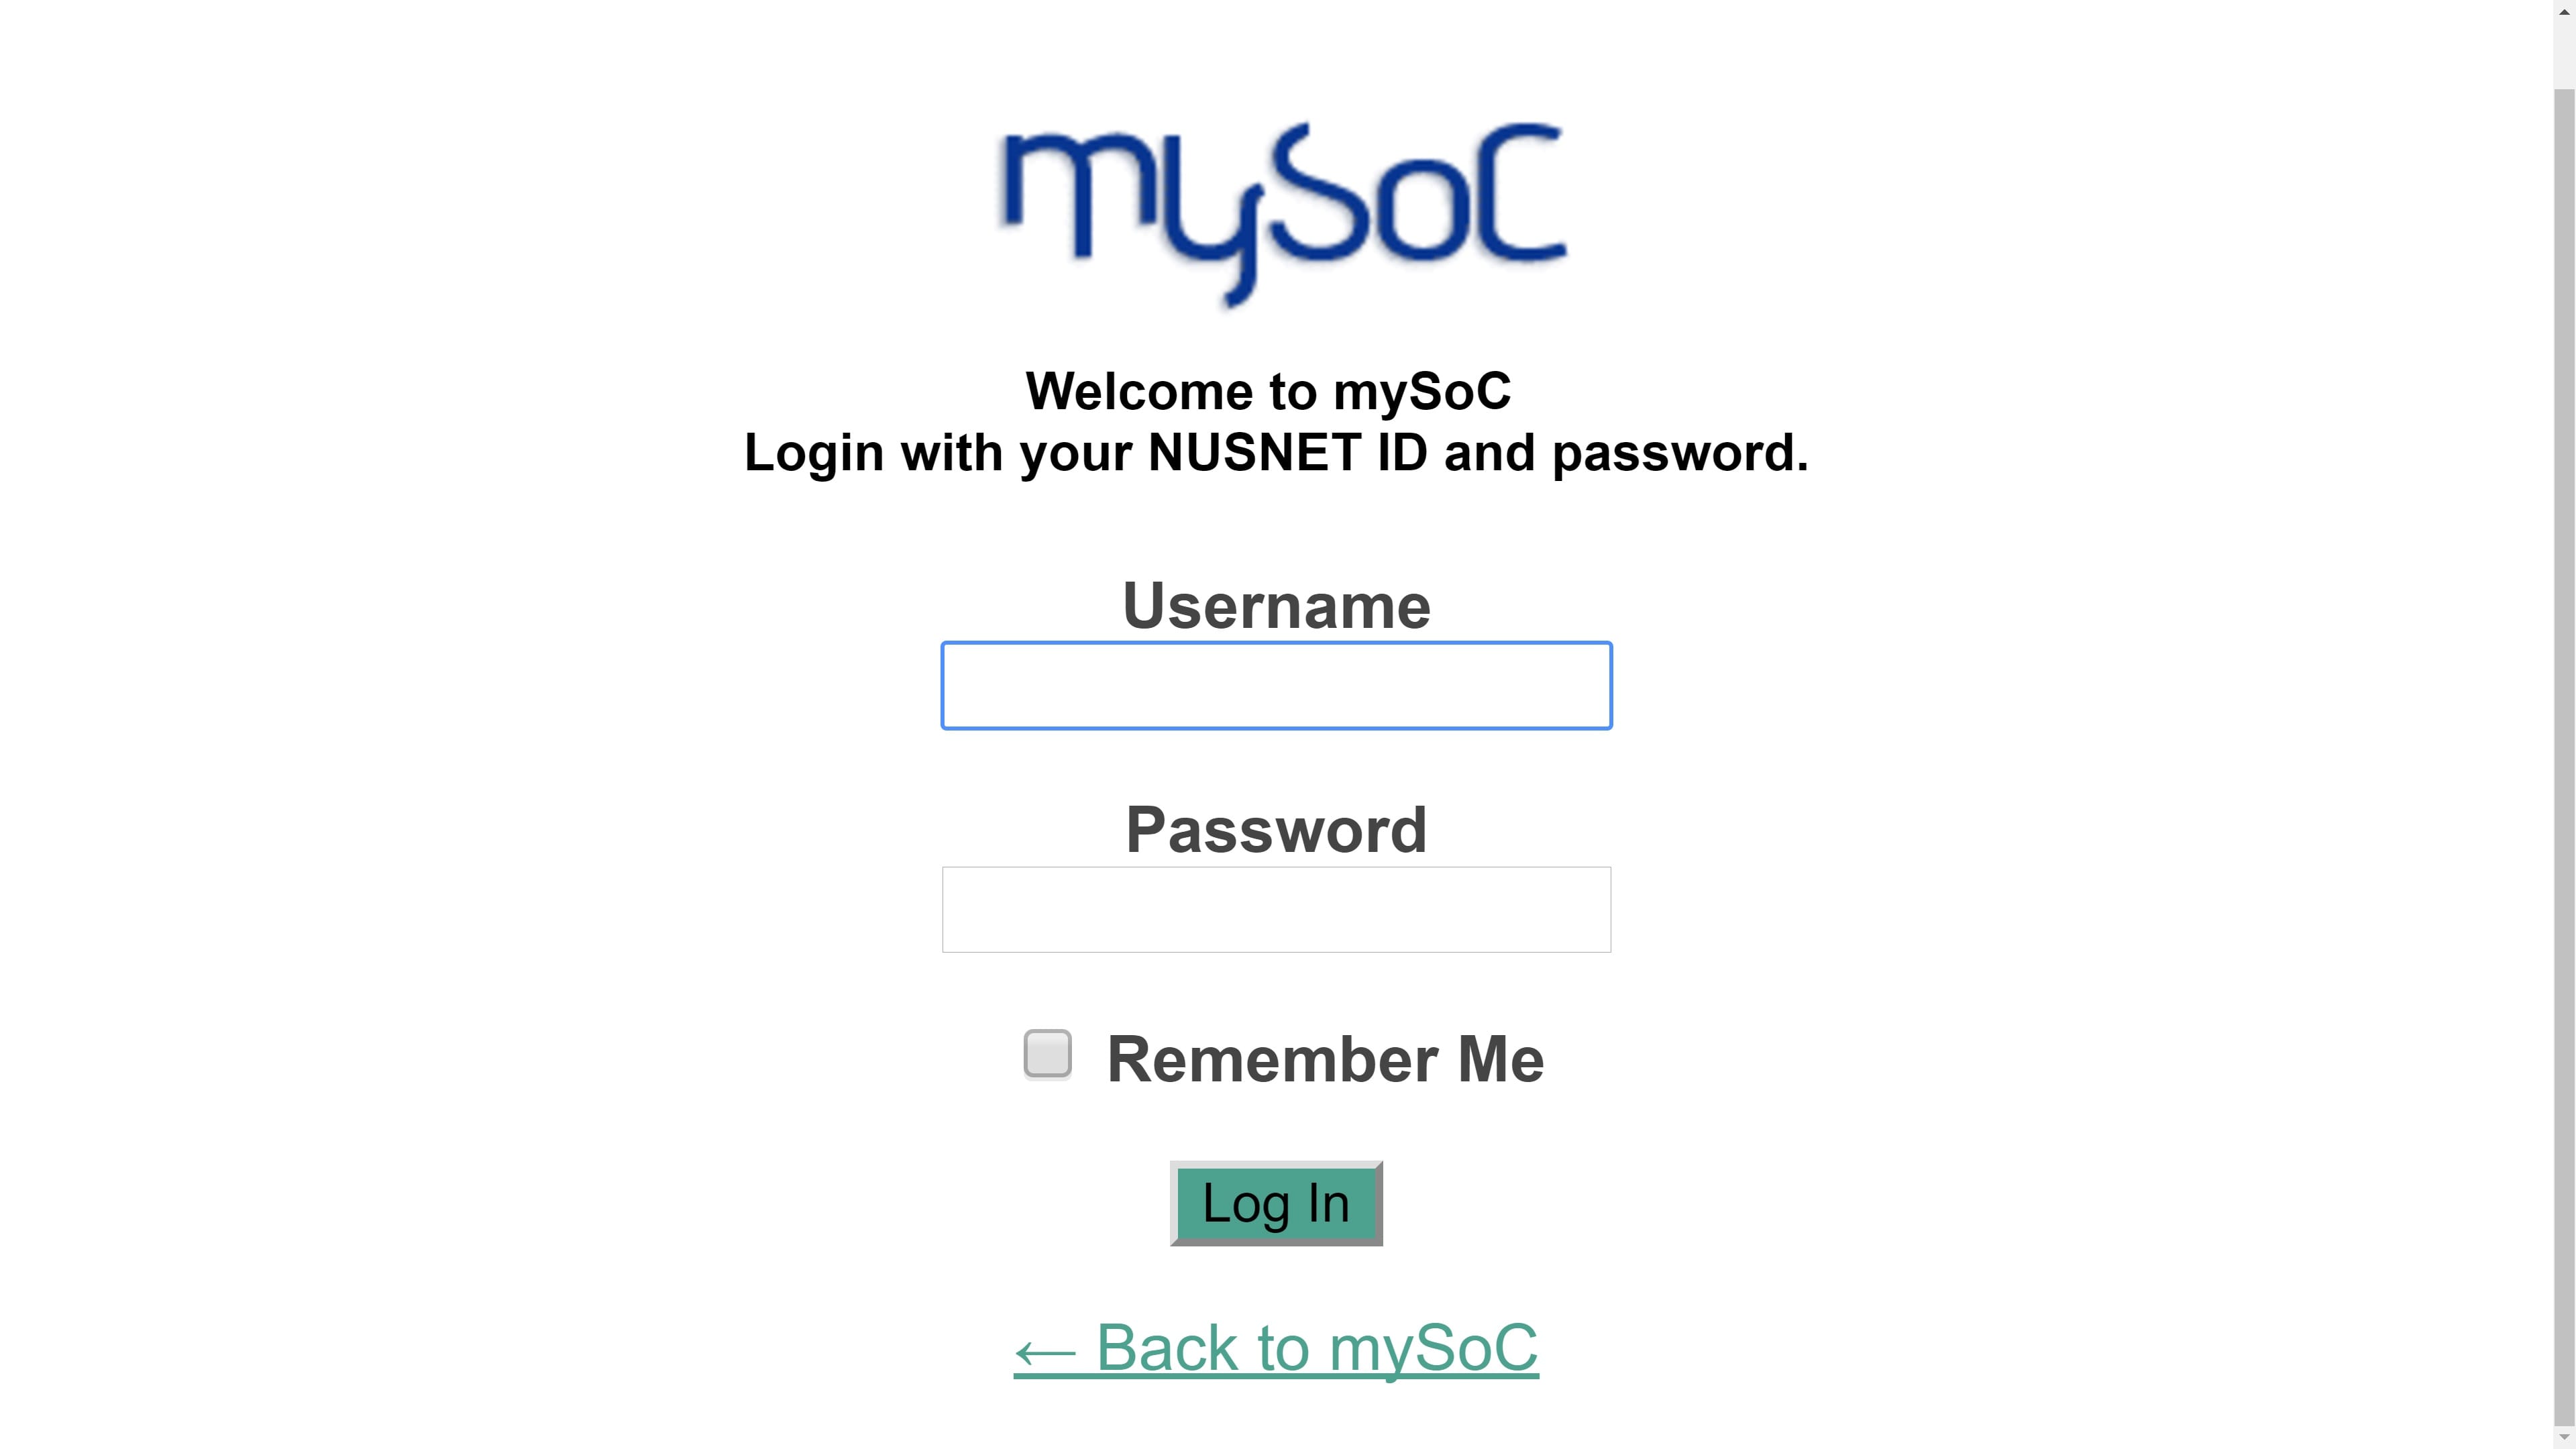 mySoC
Welcome to mySoC
Login with your NUSNET ID and password.
Username
Password
Remember Me
Log In
← Back to mySoC